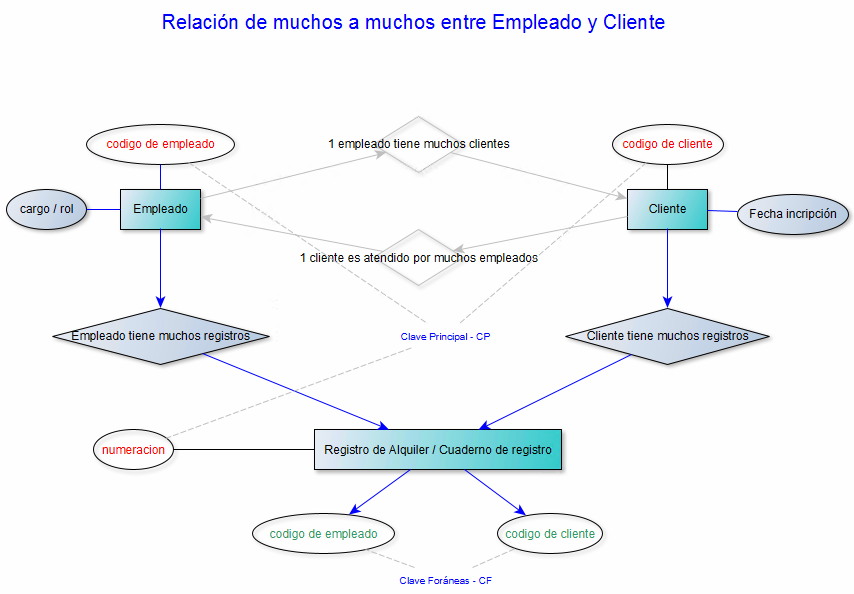 Relación de muchos a muchos entre Empleado y Cliente
codigo de empleado
1 empleado tiene muchos clientes
codigo de cliente
cargo / rol
Empleado
Cliente
Fecha incripción
1 cliente es atendido por muchos empleados
Empleado tiene muchos registros
Clave Principal - CP
Cliente tiene muchos registros
numeracion
Registro de Alquiler / Cuaderno de registro
codigo de empleado
codigo de cliente
Clave Foráneas - CF